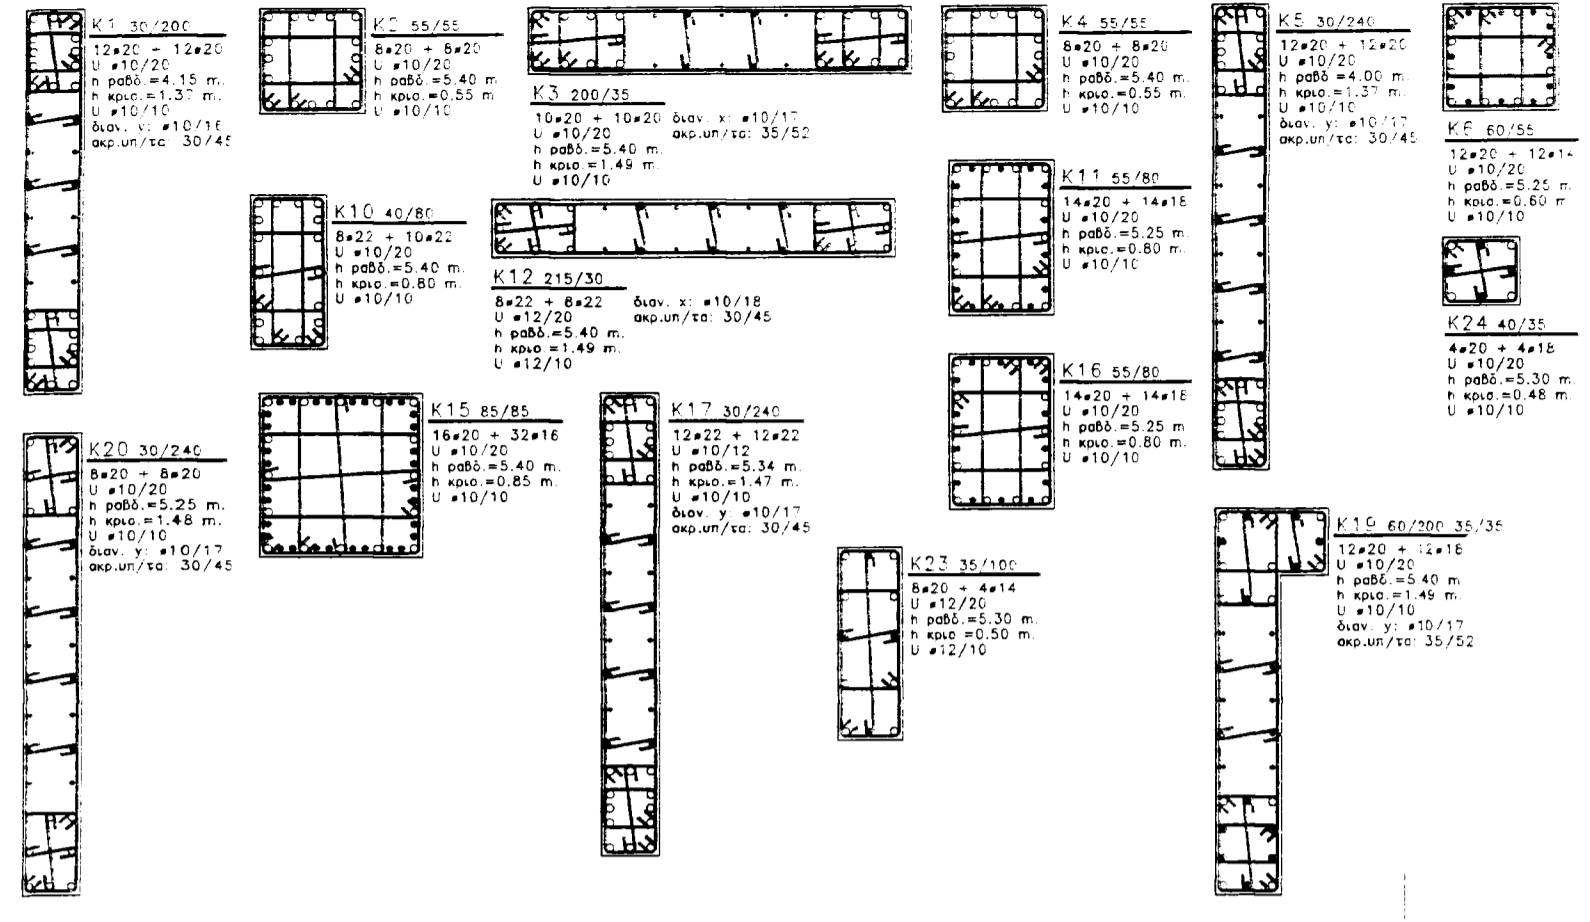 K1 30/200
12ø20 + 12ø20
U ø10/20
h ραβδ.=4.15 m.
h κρισ.=1.37 m.
U ø10/10
διαν. y: ø10/16
ακρ.υπ/τα: 30/45
K2 55/55
8ø20 + 8ø20
U ø10/20
h ραβδ.=5.40 m.
h κρισ.=0.55 m
U ø10/10
K3 200/35
10ø20 + 10ø20
U ø10/20
h ραβδ.=5.40 m.
h κρισ.=1.49 m.
U ø10/10
διαν. x: ø10/17
ακρ.υπ/τα: 35/52
K4 55/55
8ø20 + 8ø20
U ø10/20
h ραβδ.=5.40 m.
h κρισ.=0.55 m.
U ø10/10
K5 30/240
12ø20 + 12ø20
U ø10/20
h ραβδ=4.00 m.
h κρισ.=1.37 m.
U ø10/10
διαν. y: ø10/17
ακρ.υπ/τα: 30/45
K6 60/55
12ø20 + 12ø14
U ø10/20
h ραβδ.=5.25 m.
h κρισ.=0.60 m
U ø10/10
K10 40/80
8ø22 + 10ø22
U ø10/20
h ραβδ.=5.40 m.
h κρισ.=0.80 m.
U ø10/10
K12 215/30
8ø22 + 8ø22
U ø12/20
h ραβδ.=5.40 m.
h κρισ.=1.49 m.
U ø12/10
διαν. x: ø10/18
ακρ.υπ/τα: 30/45
K11 55/80
14ø20 + 14ø18
U ø10/20
h ραβδ.=5.25 m.
h κρισ.=0.80 m.
U ø10/10
K24 40/35
4ø20 + 4ø18
U ø10/20
h ραβδ.=5.30 m.
h κρισ.=0.48 m.
U ø10/10
K15 85/85
16ø20 + 32ø16
U ø10/20
h ραβδ.=5.40 m.
h κρισ.=0.85 m.
U ø10/10
K16 55/80
14ø20 + 14ø18
U ø10/20
h ραβδ.=5.25 m
h κρισ.=0.80 m.
U ø10/10
K17 30/240
12ø22 + 12ø22
U ø10/12
h ραβδ.=5.34 m.
h κρισ.=1.47 m.
U ø10/10
διαν. y: ø10/17
ακρ.υπ/τα: 30/45
K20 30/240
8ø20 + 8ø20
U ø10/20
h ραβδ.=5.25 m.
h κρισ.=1.48 m.
U ø10/10
διαν. y: ø10/17
ακρ.υπ/τα: 30/45
K23 35/100
8ø20 + 4ø14
U ø12/20
h ραβδ.=5.30 m.
h κρισ =0.50 m.
U ø12/10
K19 60/200 35/35
12ø20 + 12ø18
U ø10/20
h ραβδ.=5.40 m
h κρισ.=1.49 m.
U ø10/10
διαν. y: ø10/17
ακρ.υπ/τα: 35/52